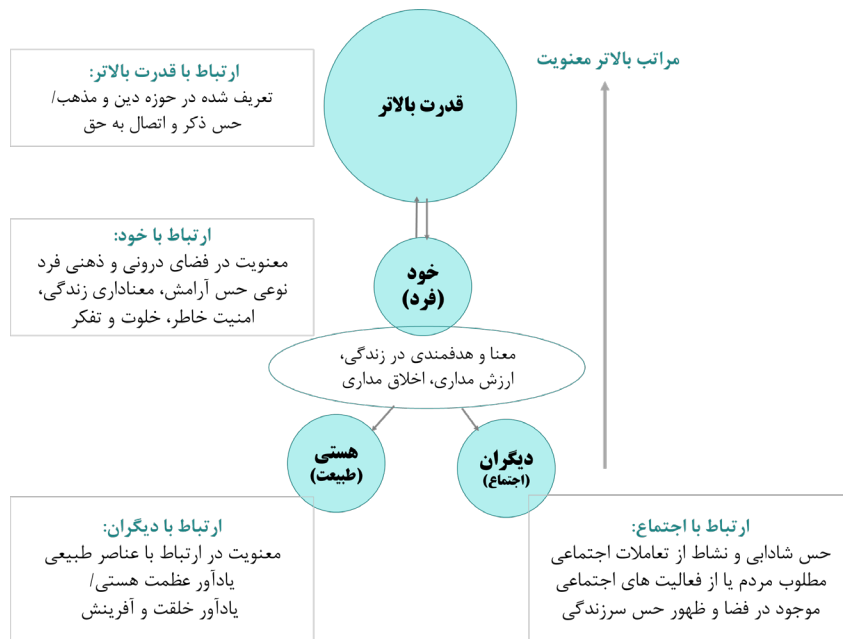 مراتب بالاتر معنویت
قدرت بالاتر
ارتباط با قدرت بالاتر:
تعریف شده در حوزه دین و مذهب/
حس ذکر و اتصال به حق
خود
(فرد)
ارتباط با خود:
معنویت در فضای درونی و ذهنی فرد
نوعی حس آرامش، معناداری زندگی،
امنیت خاطر، خلوت و تفکر
معنا و هدفمندی در زندگی،
ارزش مداری، اخلاق مداری
دیگران
(اجتماع)
هستی
(طبیعت)
ارتباط با اجتماع:
حس شادابی و نشاط از تعاملات اجتماعی
مطلوب مردم یا از فعالیت های اجتماعی
موجود در فضا و ظهور حس سرزندگی
ارتباط با دیگران:
معنویت در ارتباط با عناصر طبیعی
یادآور عظمت هستی/
یادآور خلقت و آفرینش